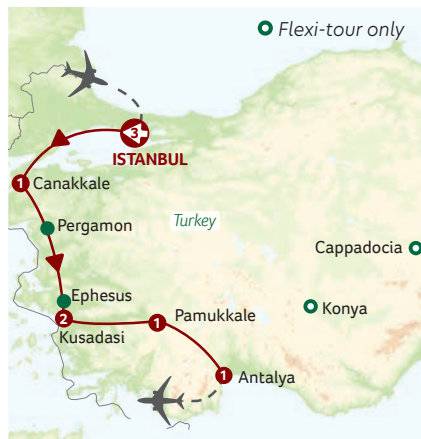 Flexi-tour only
3
ISTANBUL
1
Canakkale
Pergamon
Turkey
Cappadocia
Ephesus
2
Kusadasi
1
Pamukkale
Konya
1
Antalya